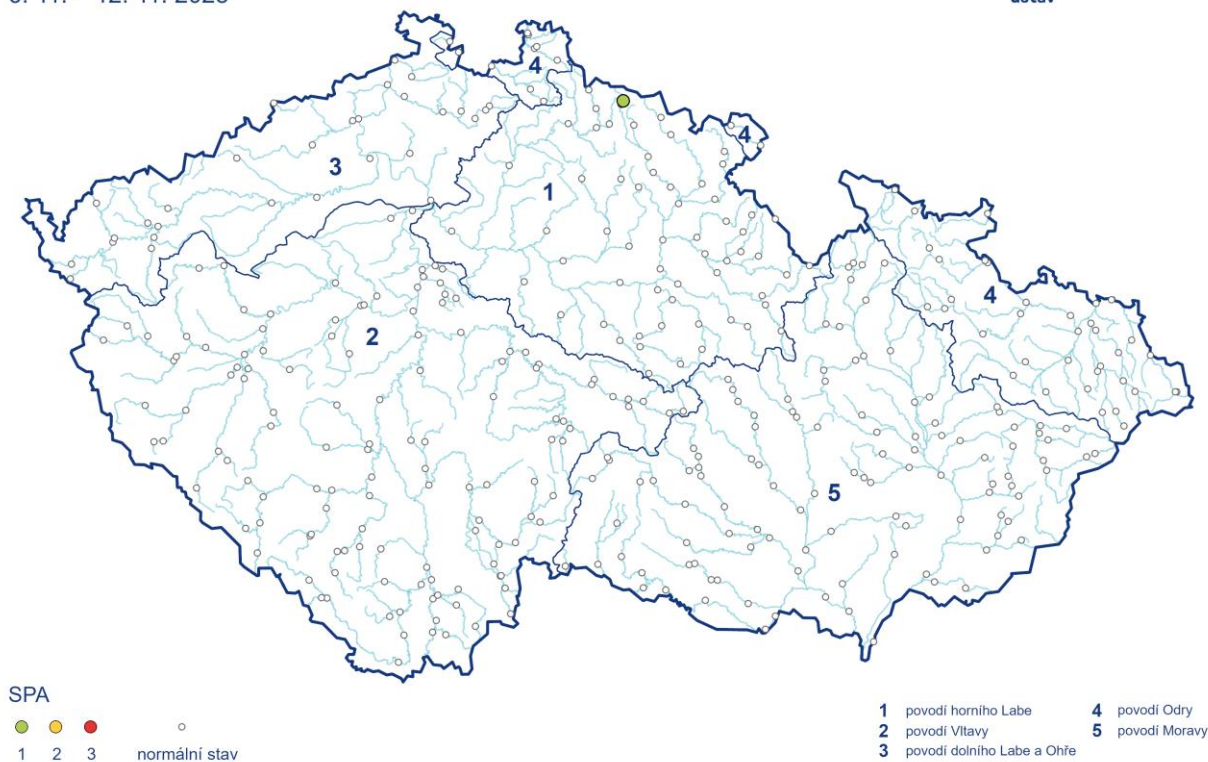 3
4
4
1
4
2
5
SPA
1 2 3 normální stav
1 povodí horního Labe
2 povodí Vltavy
3 povodí dolního Labe a Ohře
4 povodí Odry
5 povodí Moravy